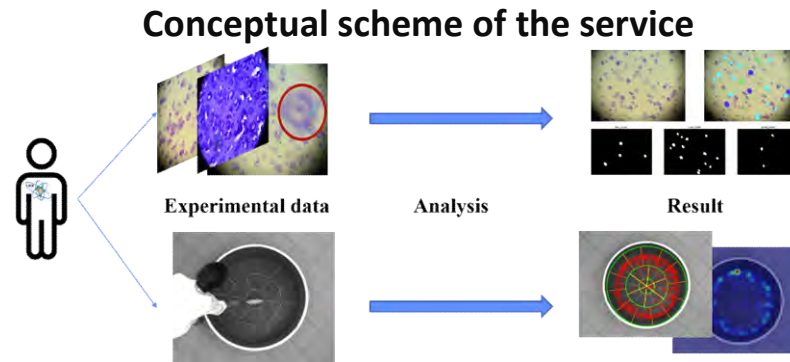 Conceptual scheme of the service
Experimental data
Analysis
Result